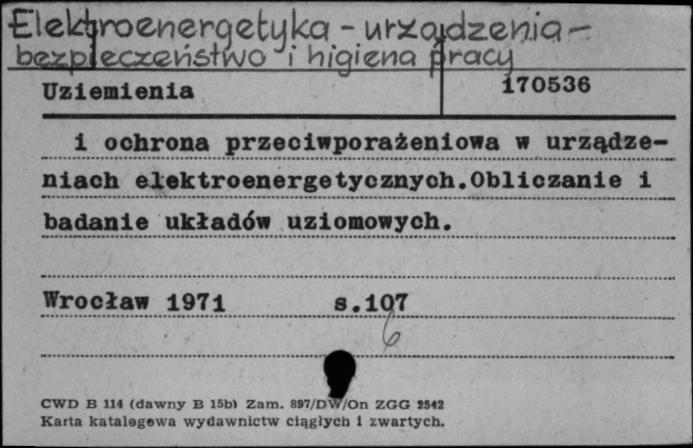 Elektroenergetyka - urządzenia -
bezpieczeństwo i higiena pracy
Uziemienia 170536
i ochrona przeciwporażeniowa w urządze-
niach elektroenergetycznych.Obliczanie i
badanie układów uziomowych.
Wrocław 1971 s.107
6
CWD B 114 (dawny B 15b) Zam. 897/DW/On ZGG 2542
Karta katalogowa wydawnictw ciągłych i zwartych.